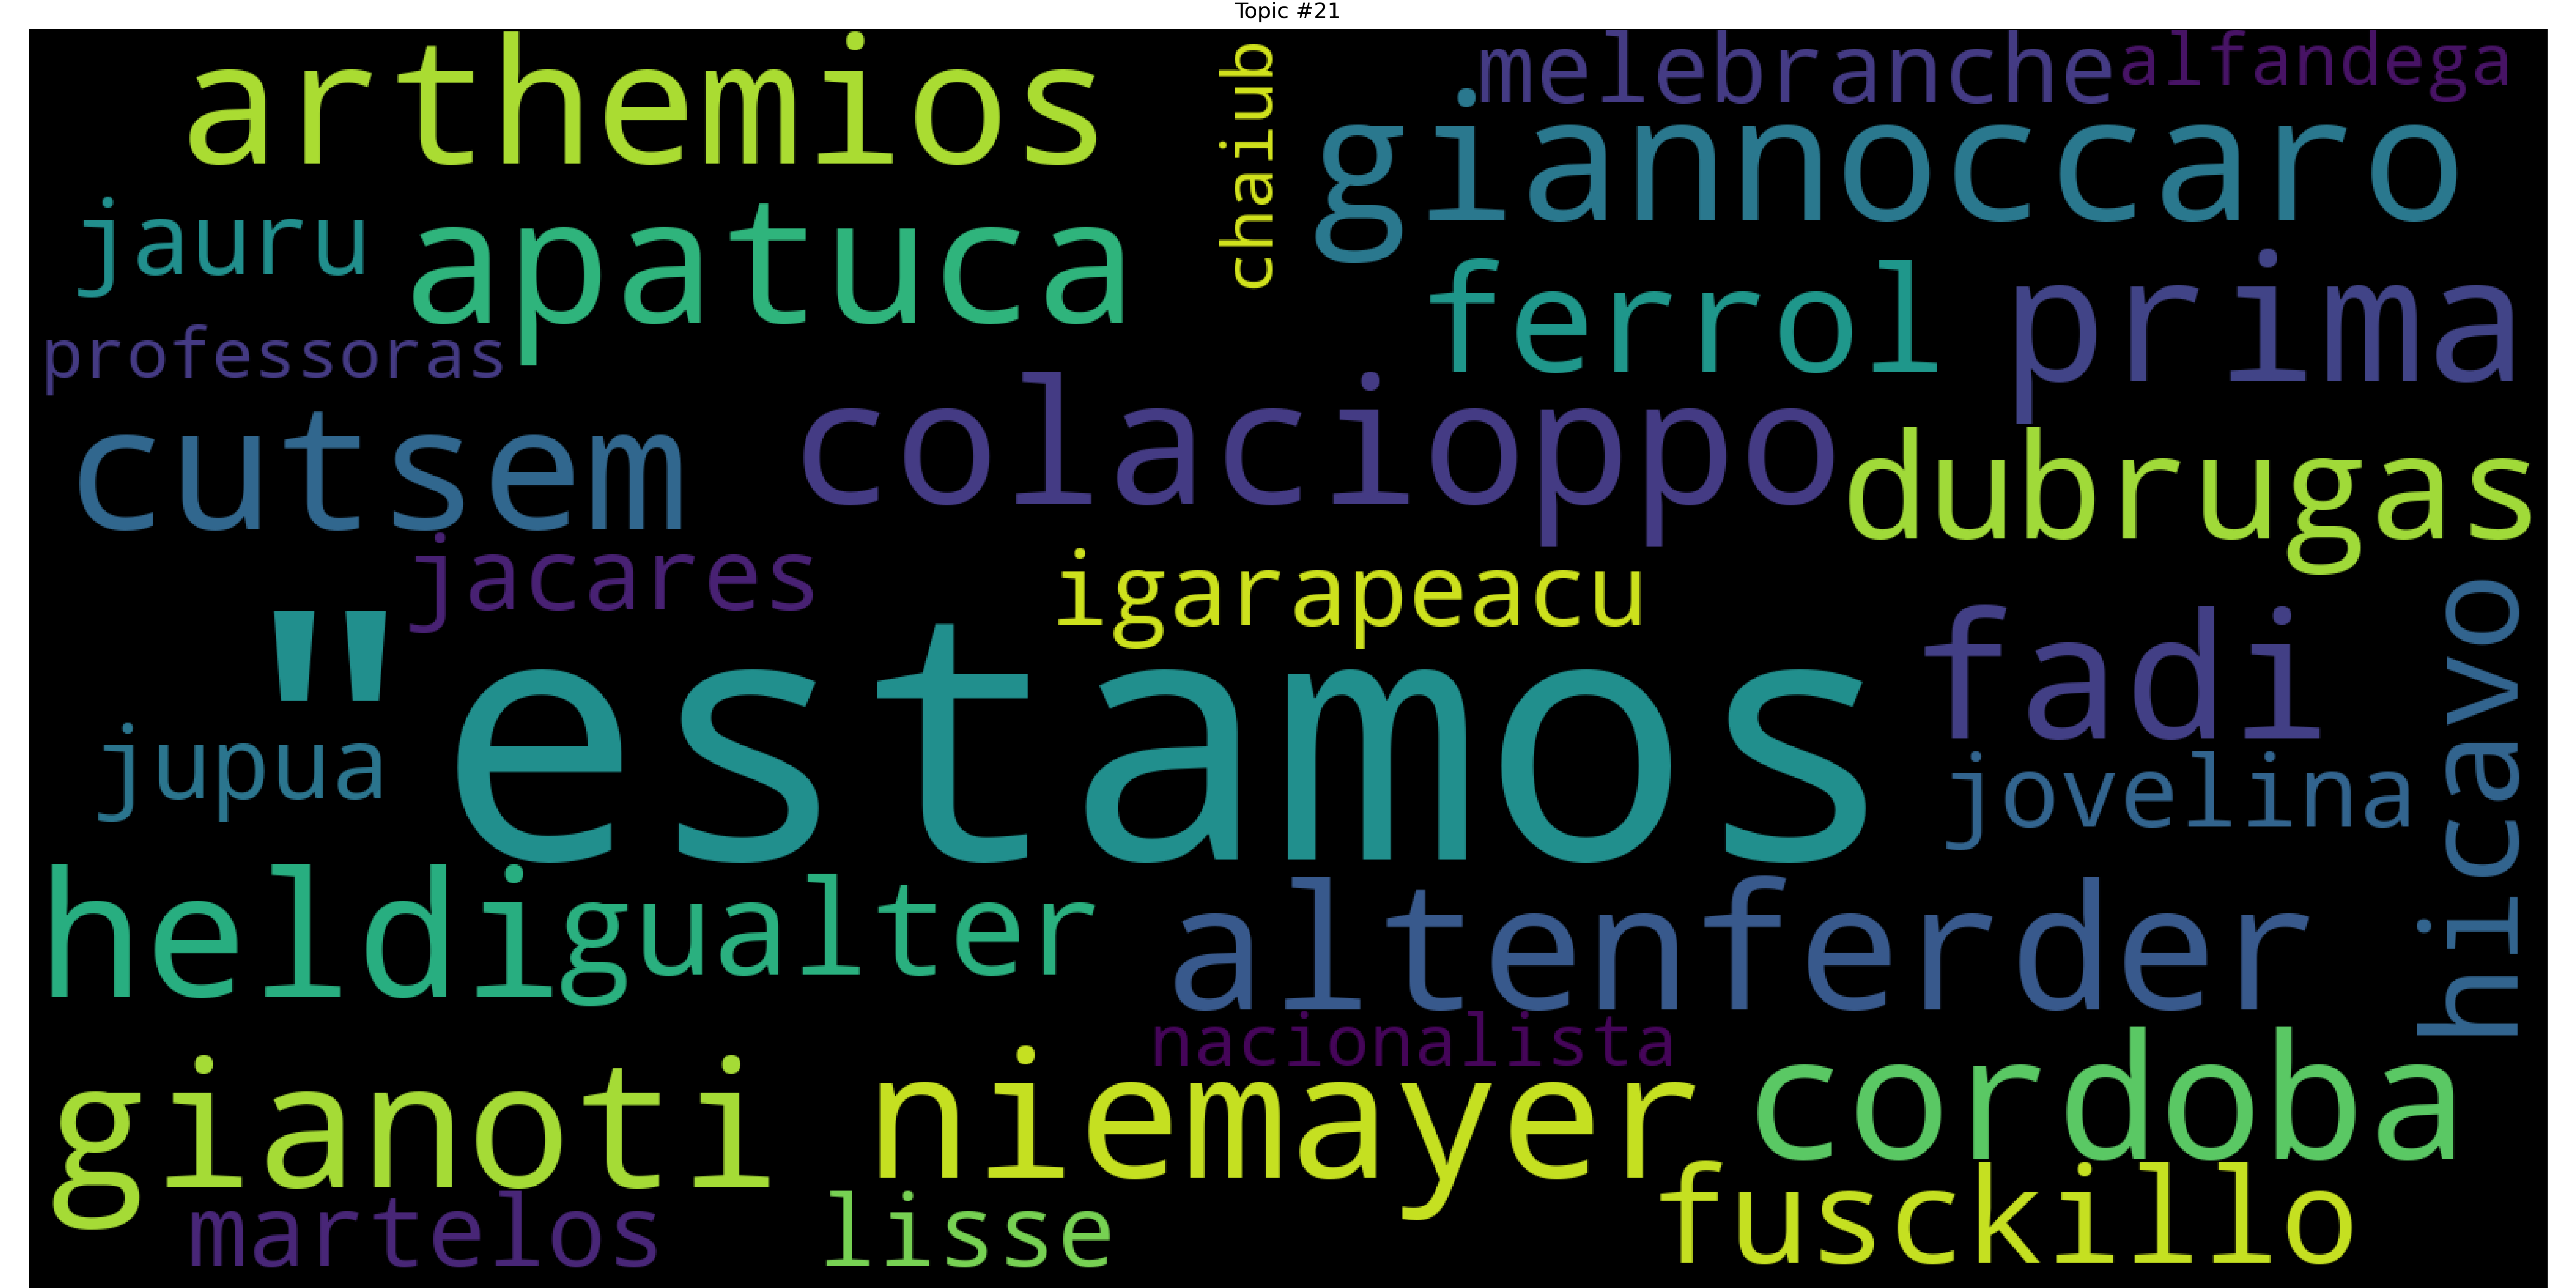 Topic #21
arthemios
chaiub
melebranche
alfandega
giannoccaro
jauru
apatuca
ferrol
prima
professoras
cutsem
colacioppo
dubrugas
jacares
igarapeacu
"estamos
fadi
hicavo
jupua
jovelina
heldi
gualter
altenferder
nacionalista
gianoti
niemayer
cordoba
martelos
lisse
fusckillo